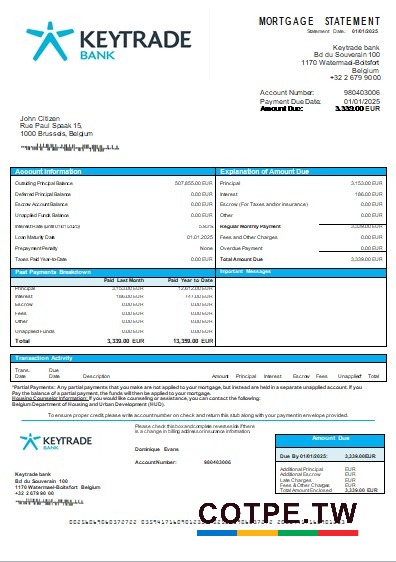 KEYTRADE
BANK
MORTGAGE STATEMENT
Statement Date: 01/01/2025
Keytrade bank
Bd du Souverain 100
1170 Watermael-Boitsfort
Belgium
+32 2 679 90 00
Account Number: 980403006
Payment Due Date: 01/01/2025
Amount Due: 3,339.00 EUR
John Citizen
Rue Paul Spaak 15,
1000 Brussels, Belgium
Account Information
Outstanding Principal Balance 507,855.00 EUR
Deferred Principal Balance 0.00 EUR
Escrow Account Balance 0.00 EUR
Unapplied Funds Balance 0.00 EUR
Interest Rate (until 01/01/2025)
Loan Maturity Date 01.01.2025
Prepayment Penalty None
Taxes Paid Year-to-Date 0.00 EUR
Explanation of Amount Due
Principal 3,153.00 EUR
Interest 186.00 EUR
Escrow (For Taxes and/or Insurance) 0.00 EUR
Other 0.00 EUR
Regular Monthly Payment 3,339.00 EUR
Fees and Other Charges 0.00 EUR
Overdue Payment 0.00 EUR
Total Amount Due 3,339.00 EUR
Past Payments Breakdown
Paid Last Month Paid Year to Date
Principal 3,153.00 EUR 12,612.00 EUR
Interest 186.00 EUR 747.00 EUR
Escrow 0.00 EUR 0.00 EUR
Fees 0.00 EUR 0.00 EUR
Other 0.00 EUR 0.00 EUR
Unapplied Funds 0.00 EUR 0.00 EUR
Total 3,339.00 EUR 13,359.00 EUR
Important Messages
Transaction Activity
Trans. Date Due Date Description Amount Principal Interest Escrow Fees Unapplied Total
*Partial Payments: Any partial payments that you make are not applied to your mortgage, but instead are held in a separate unapplied account. If you
Pay the balance of a partial payment, the funds will then be applied to your mortgage.
Housing Counselor Information: If you would like counseling or assistance, you can contact the following:
Belgium Department of Housing and Urban Development (HUD).
To ensure proper credit, please write account number on check and return this stub along with your payment in envelope provided.
KEYTRADE
BANK
Please check this box and complete reverse side if there
is a change in billing address or insurance information
Dominique Evans
Account Number: 980403006
Keytrade bank
Bd du Souverain 100
1170 Watermael-Boitsfort Belgium
+32 2 679 90 00
Amount Due
Due By 01/01/2025: 3,339.00 EUR
Additional Principal EUR
Additional Escrow EUR
Late Charges EUR
Fees & Other Charges EUR
Total Amount Enclosed 3,339.00 EUR
COTPE.TW